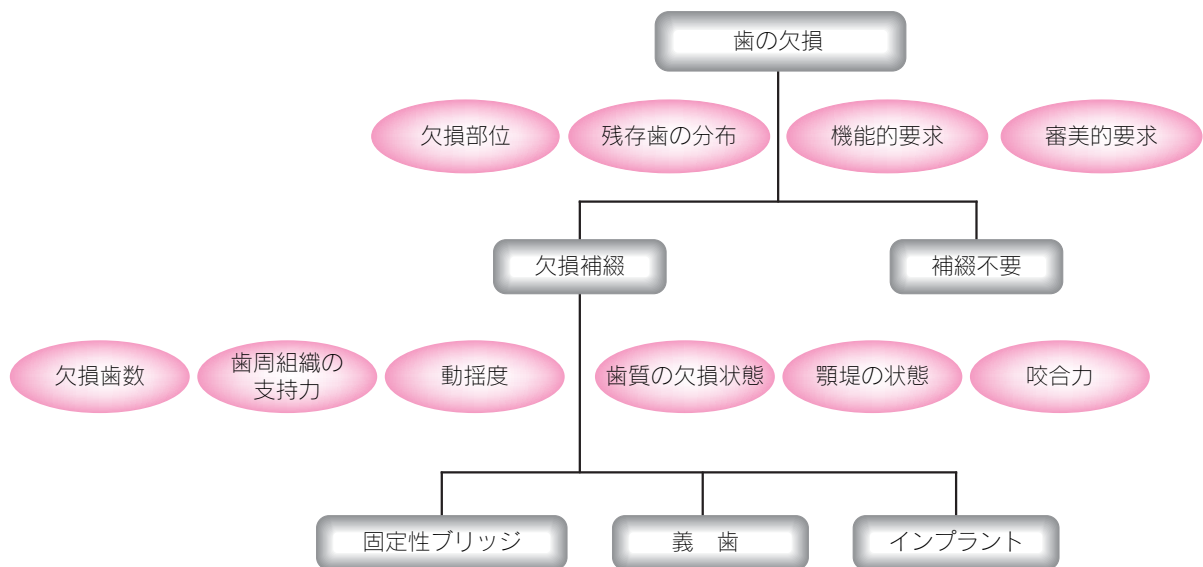 歯の欠損
欠損部位
残存歯の分布
機能的要求
審美的要求
欠損補綴
補綴不要
欠損歯数
歯周組織の
支持力
動揺度
歯質の欠損状態
顎堤の状態
咬合力
固定性ブリッジ
義　歯
インプラント